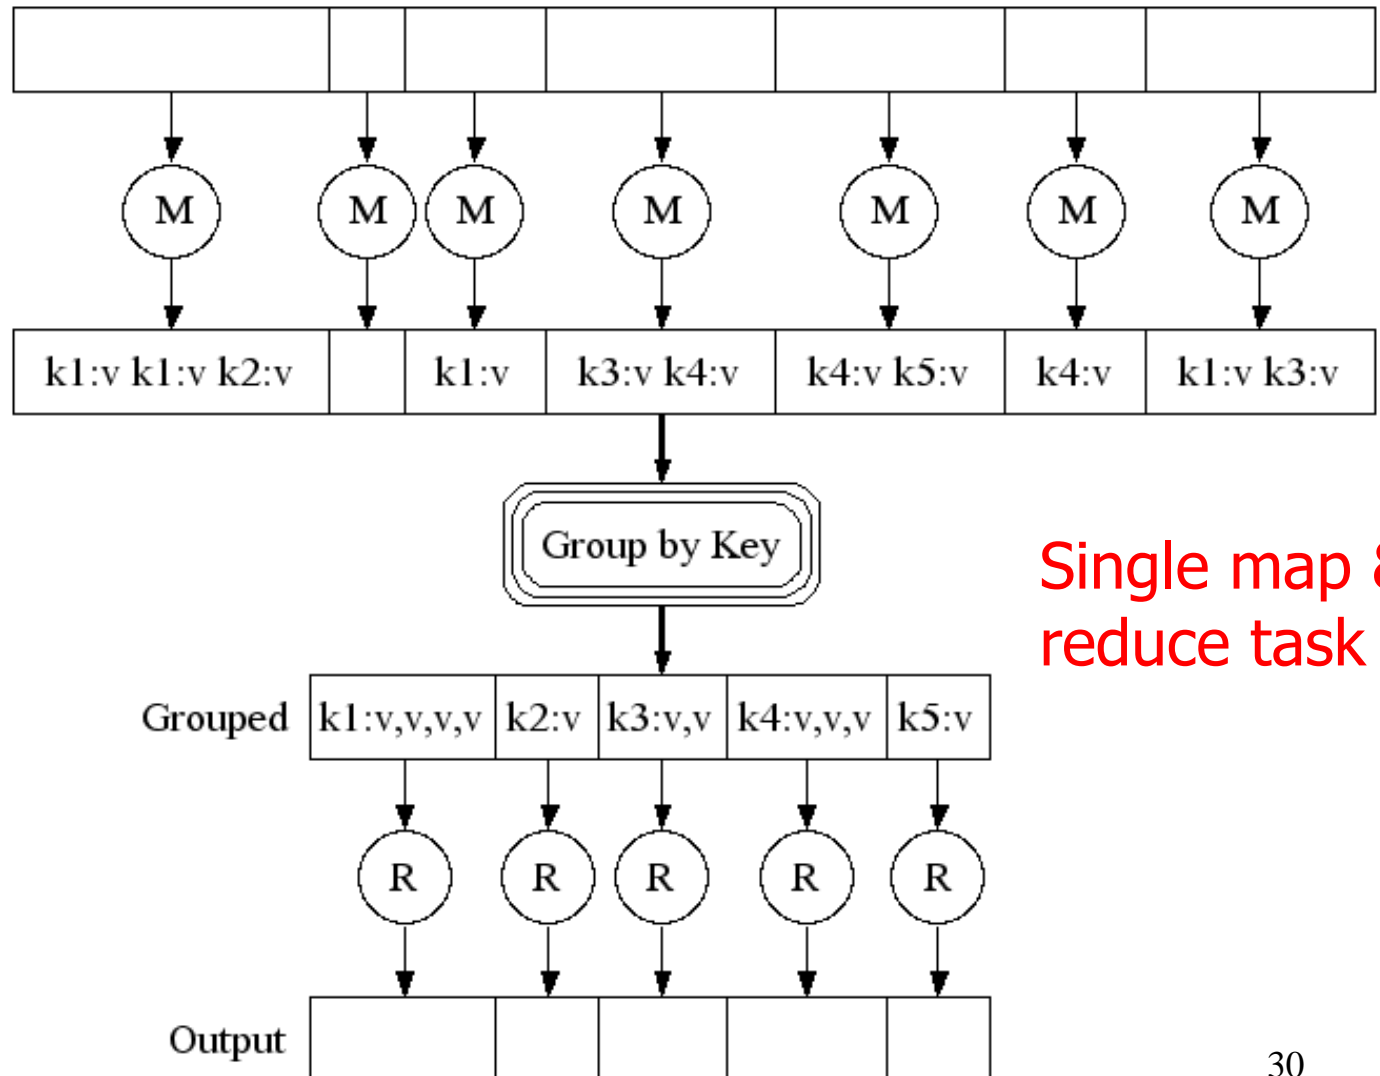 M M M M M M M
k1:v k1:v k2:v k1:v k3:v k4:v k4:v k5:v k4:v k1:v k3:v
Group by Key
Single map &
reduce task
Grouped k1:v,v,v,v k2:v k3:v,v k4:v,v,v k5:v
R R R R R
Output
30